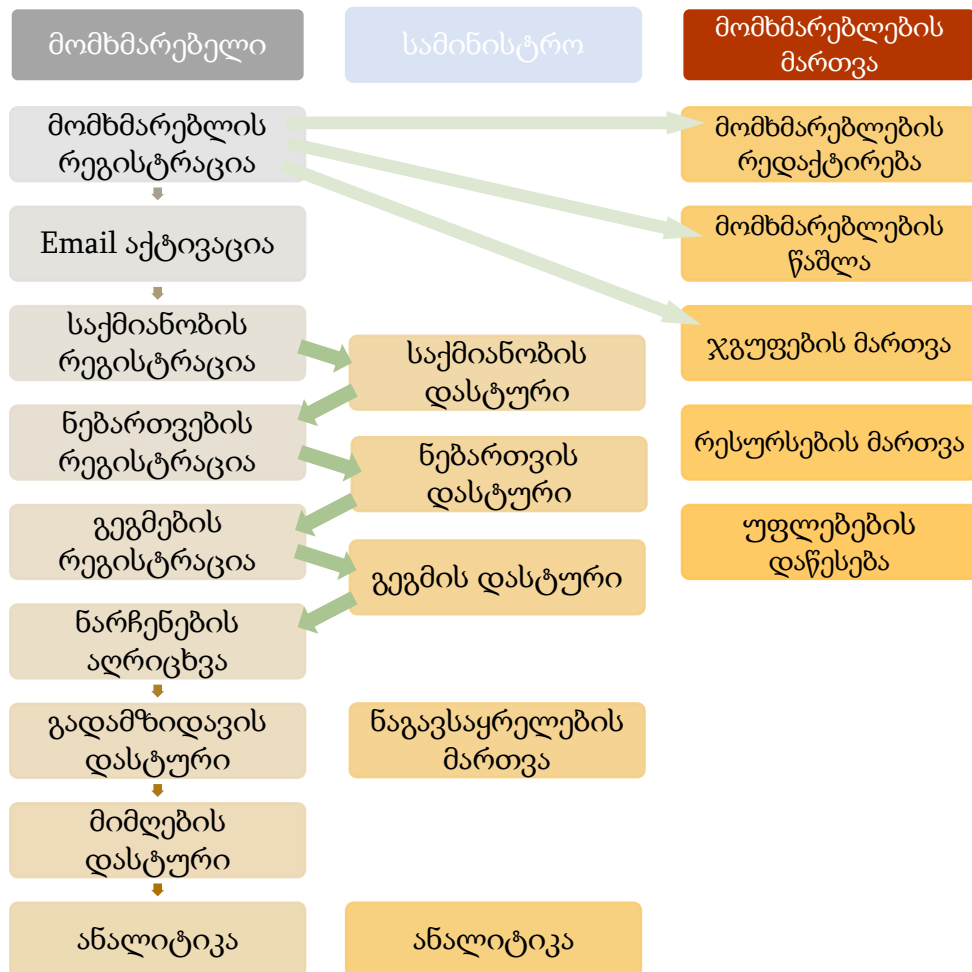 მომხმარებელი
სამინისტრო
მომხმარებლების
მართვა
მომხმარებლის
რეგისტრაცია
მომხმარებლების
რედაქტირება
Email აქტივაცია
მომხმარებლების
წაშლა
საქმიანობის
რეგისტრაცია
საქმიანობის
დასტური
ჯგუფების მართვა
ნებართვების
რეგისტრაცია
ნებართვის
დასტური
რესურსების მართვა
გეგმების
რეგისტრაცია
გეგმის დასტური
უფლებების
დაწესება
ნარჩენების
აღრიცხვა
გადამზიდავის
დასტური
ნაგავსაყრელების
მართვა
მიმღების
დასტური
ანალიტიკა
ანალიტიკა